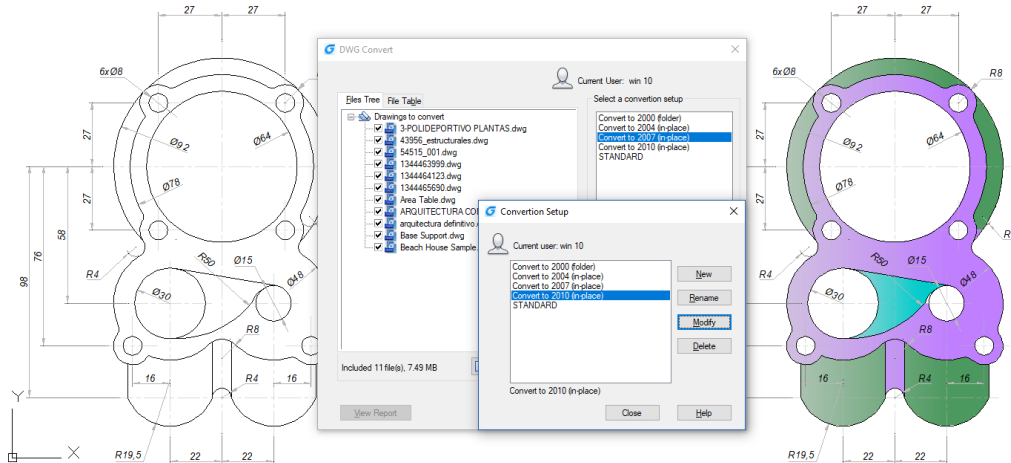 27
27
6xØ8
27
Ø92
Ø64
Ø78
27
98
76
58
R4
R50
Ø15
Ø48
Ø30
R8
16
R4
16
R19,5
22
22
Y
X
DWG Convert
Current User: win 10
Files Tree
File Table
Drawings to convert
3-POLIDEPORTIVO PLANTAS.dwg
43956_estructurales.dwg
54515_001.dwg
1344463999.dwg
1344464123.dwg
1344465690.dwg
Area Table.dwg
ARQUITECTURA CO
arquitectura definitivo.
Base Support.dwg
Beach House Sample.
Included 11 file(s), 7.49 MB
View Report
Select a convertion setup
Convert to 2000 (folder)
Convert to 2004 (in-place)
Convert to 2007 (in-place)
Convert to 2010 (in-place)
STANDARD
Convertion Setup
Current user: win 10
Convert to 2000 (folder)
Convert to 2004 (in-place)
Convert to 2007 (in-place)
Convert to 2010 (in-place)
STANDARD
New
Rename
Modify
Delete
Convert to 2010 (in-place)
Close
Help
27
27
6xØ8
R8
27
Ø92
Ø64
Ø78
27
R
R4
R50
Ø15
Ø48
Ø30
R8
16
R4
16
R19,5
22
22